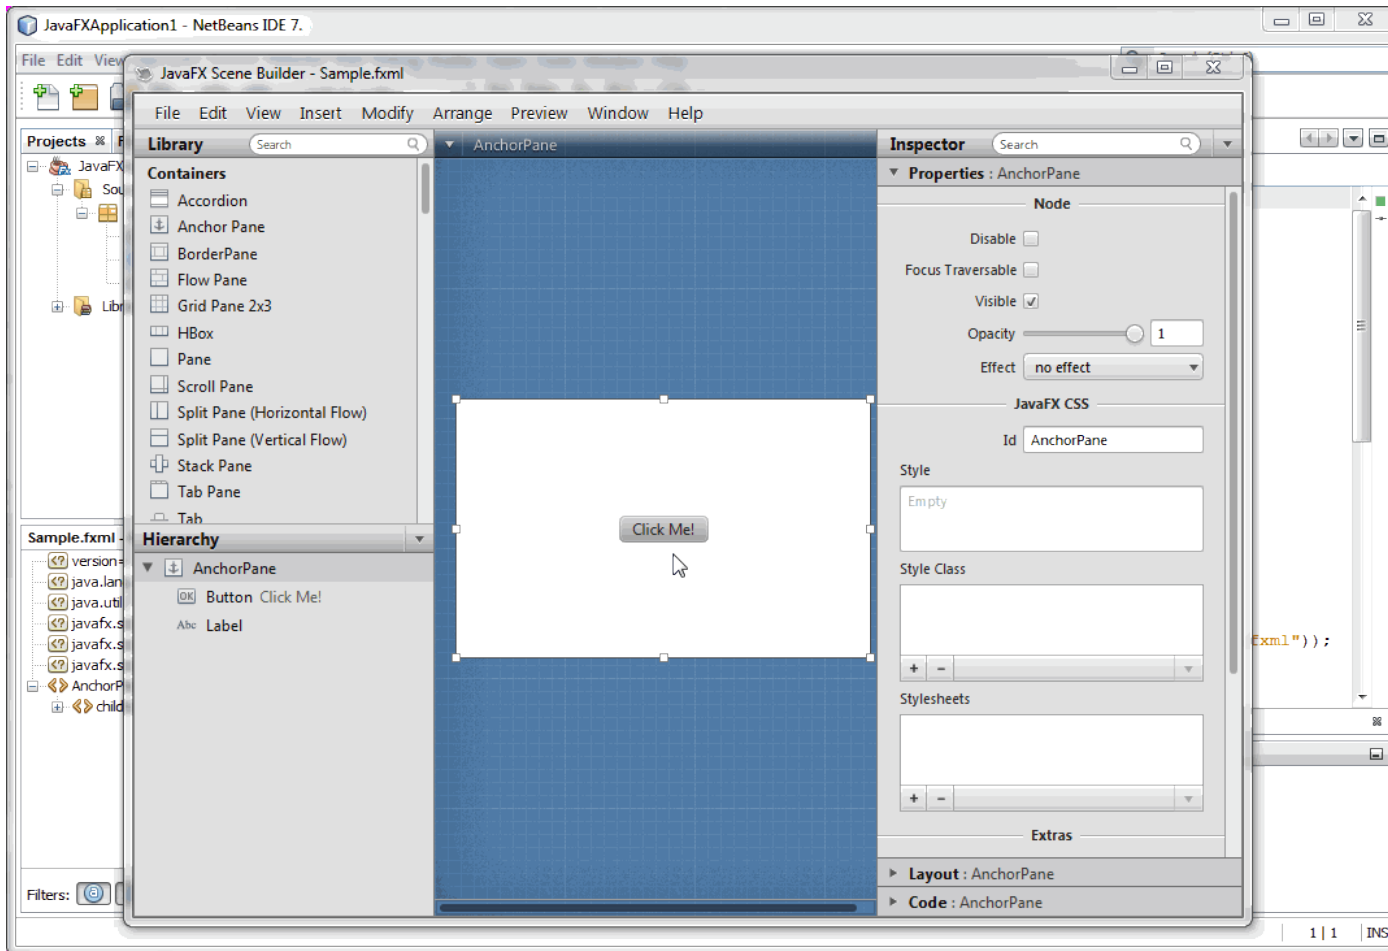 JavaFXApplication1 - NetBeans IDE 7.
File Edit View
JavaFX Scene Builder - Sample.fxml
File Edit View Insert Modify Arrange Preview Window Help
Projects
JavaFX
Sou
Libr
Sample.fxml -
version=
java.lan
java.util
javafx.s
javafx.s
javafx.s
AnchorP
child
Filters:
Library
Search
Containers
Accordion
Anchor Pane
BorderPane
Flow Pane
Grid Pane 2x3
HBox
Pane
Scroll Pane
Split Pane (Horizontal Flow)
Split Pane (Vertical Flow)
Stack Pane
Tab Pane
Tab
Hierarchy
AnchorPane
OK Button Click Me!
Abc Label
AnchorPane
Click Me!
Inspector
Search
Properties : AnchorPane
Node
Disable
Focus Traversable
Visible
Opacity 1
Effect no effect
JavaFX CSS
Id AnchorPane
Style
Empty
Style Class
+ -
Stylesheets
+ -
Extras
Layout : AnchorPane
Code : AnchorPane
fxml"));
1 | 1 INS